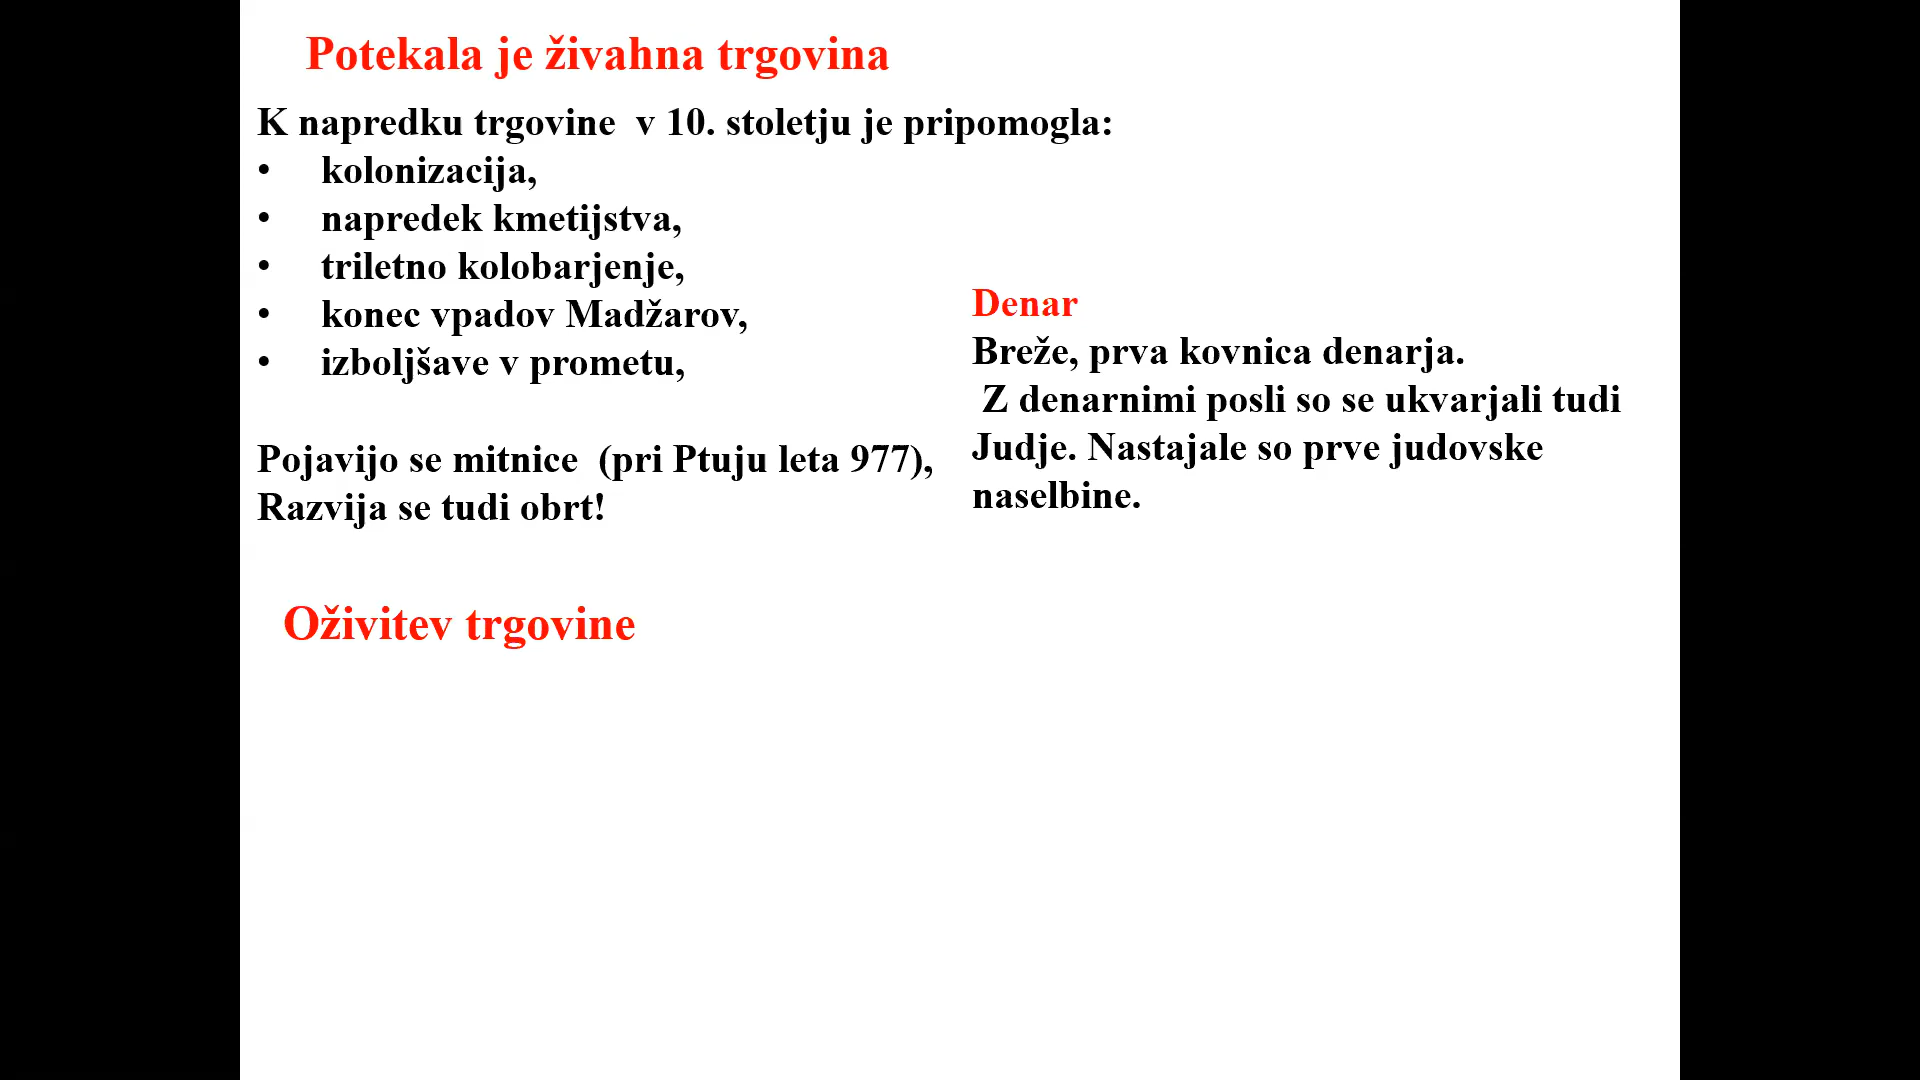 Potekala je živahna trgovina
K napredku trgovine v 10. stoletju je pripomogla:
• kolonizacija,
• napredek kmetijstva,
• triletno kolobarjenje,
• konec vpadov Madžarov,
• izboljšave v prometu,
Pojavijo se mitnice (pri Ptuju leta 977),
Razvija se tudi obrt!
Denar
Breže, prva kovnica denarja.
Z denarnimi posli so se ukvarjali tudi
Judje. Nastajale so prve judovske
naselbine.
Oživitev trgovine